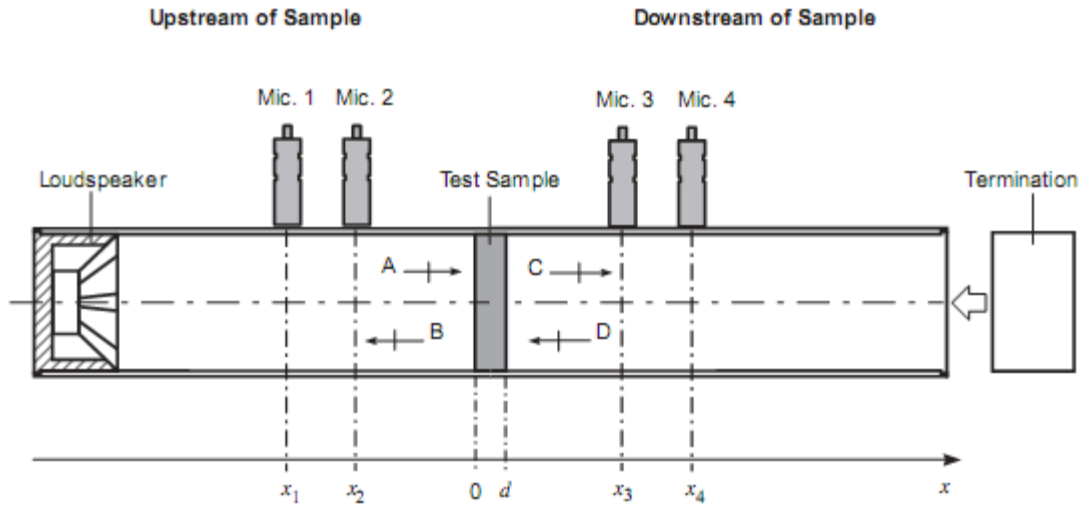 Upstream of Sample Downstream of Sample
Mic. 1 Mic. 2 Mic. 3 Mic. 4
Loudspeaker Test Sample Termination
A C
B D
x1 x2 0 d x3 x4 x